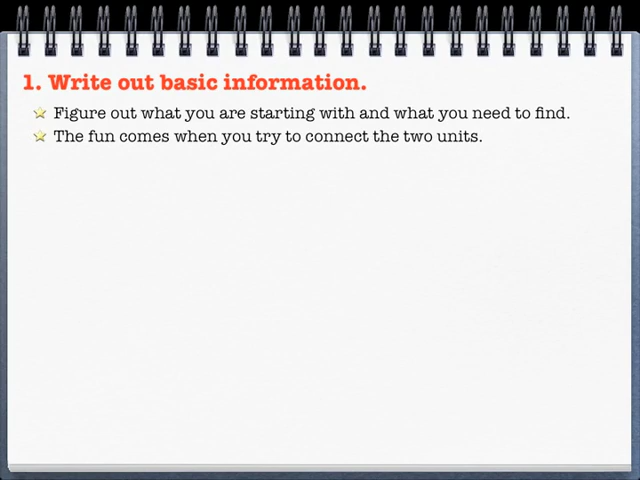 1. Write out basic information.
Figure out what you are starting with and what you need to find.
The fun comes when you try to connect the two units.